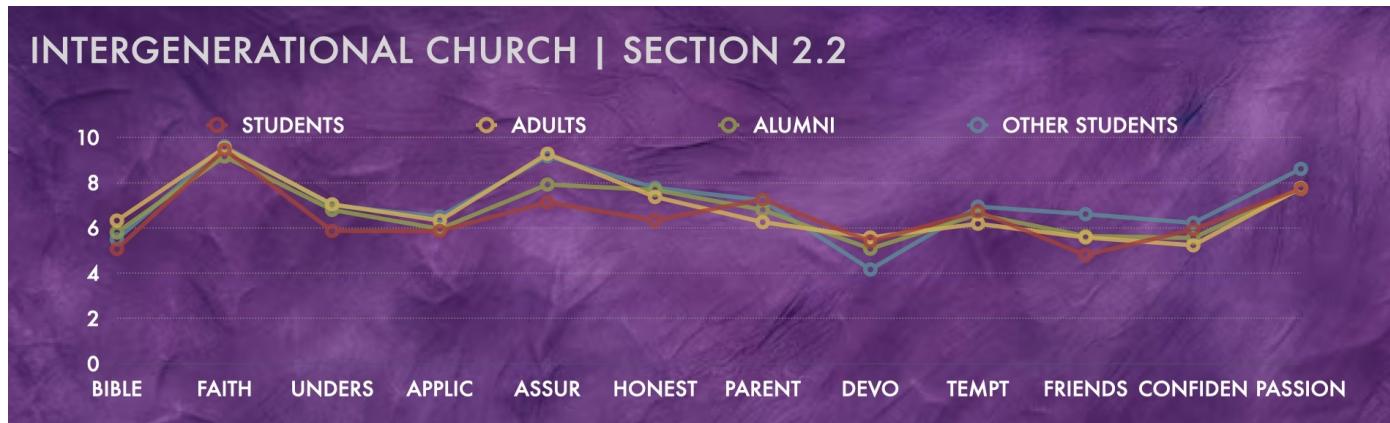 INTERGENERATIONAL CHURCH | SECTION 2.2
STUDENTS ADULTS ALUMNI OTHER STUDENTS
10
8
6
4
2
0
BIBLE FAITH UNDERS APPLIC ASSUR HONEST PARENT DEVO TEMPT FRIENDS CONFIDEN PASSION